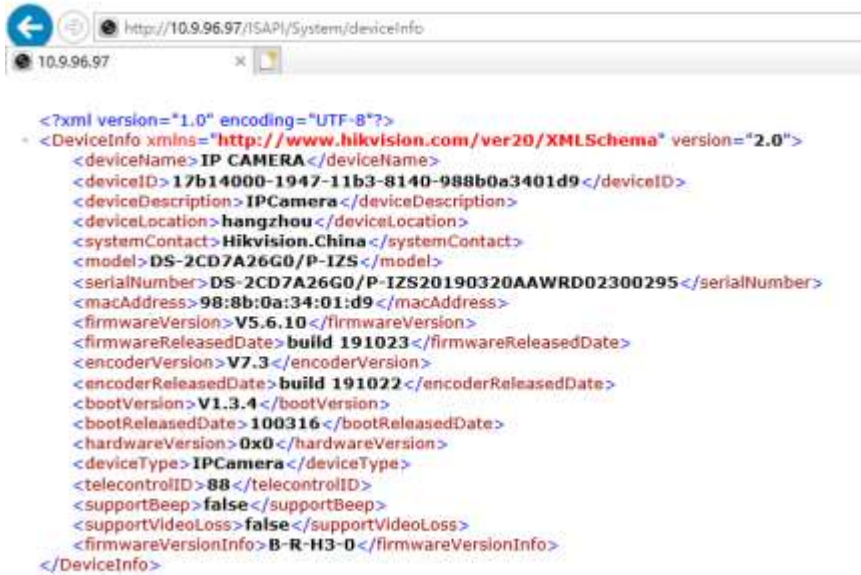 http://10.9.96.97/ISAPI/System/deviceInfo
10.9.96.97
<?xml version="1.0" encoding="UTF-8"?>
- <DeviceInfo xmlns="http://www.hikvision.com/ver20/XMLSchema" version="2.0">
<deviceName>IP CAMERA</deviceName>
<deviceID>17b14000-1947-11b3-8140-988b0a3401d9</deviceID>
<deviceDescription>IPCamera</deviceDescription>
<deviceLocation>hangzhou</deviceLocation>
<systemContact>Hikvision.China</systemContact>
<model>DS-2CD7A26G0/P-IZS</model>
<serialNumber>DS-2CD7A26G0/P-IZS20190320AAWRD02300295</serialNumber>
<macAddress>98:8b:0a:34:01:d9</macAddress>
<firmwareVersion>V5.6.10</firmwareVersion>
<firmwareReleasedDate>build 191023</firmwareReleasedDate>
<encoderVersion>V7.3</encoderVersion>
<encoderReleasedDate>build 191022</encoderReleasedDate>
<bootVersion>V1.3.4</bootVersion>
<bootReleasedDate>100316</bootReleasedDate>
<hardwareVersion>0x0</hardwareVersion>
<deviceType>IPCamera</deviceType>
<telecontrolID>88</telecontrolID>
<supportBeep>false</supportBeep>
<supportVideoLoss>false</supportVideoLoss>
<firmwareVersionInfo>B-R-H3-0</firmwareVersionInfo>
</DeviceInfo>